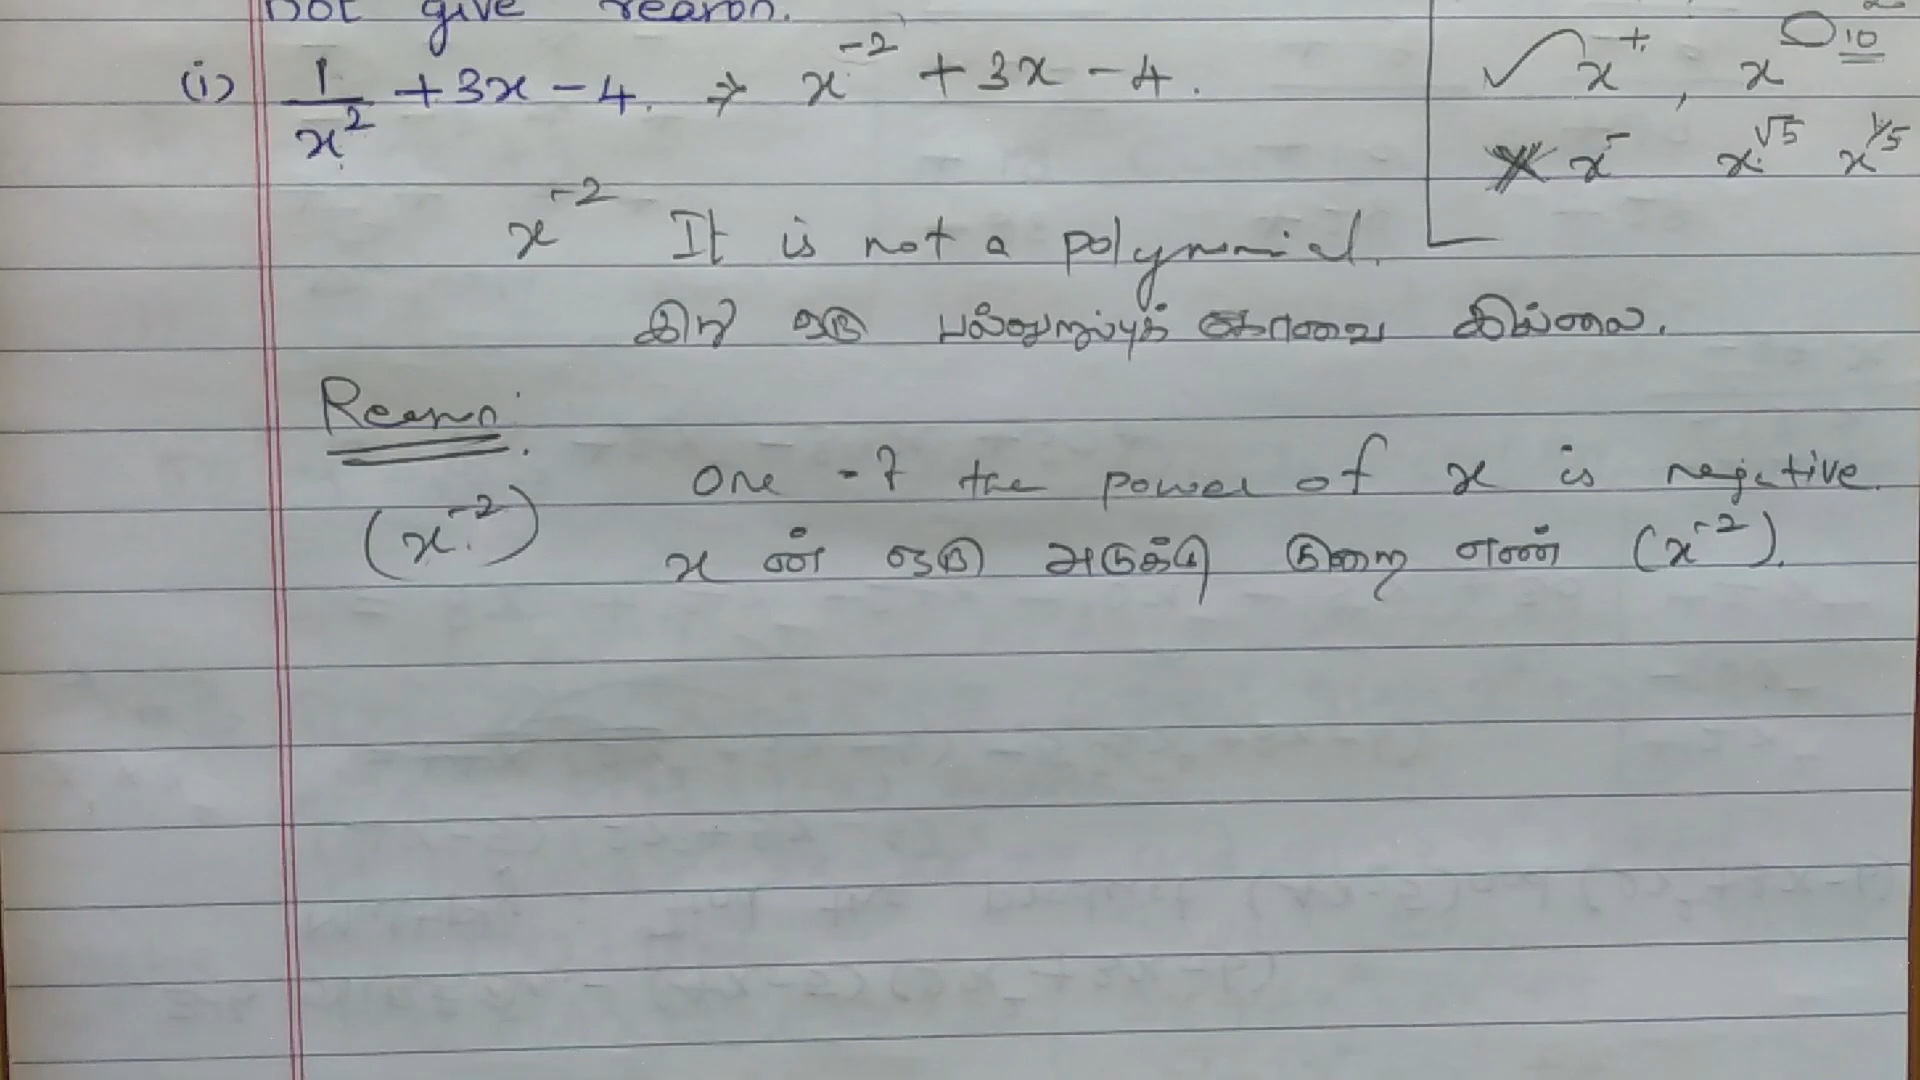 not give reason.
(i) 1/x² + 3x - 4. ⇒ x⁻² + 3x - 4.
✓ x⁺, x 10
✗ x⁻ x^√5 x^1/5
x⁻² It is not a polynomial.
இது ஒரு பல்லுறுப்புக் கோவை இல்லை.
Reason:
One of the power of x is negative.
(x⁻²) x ன் ஒரு அடுக்கு குறை எண் (x⁻²).